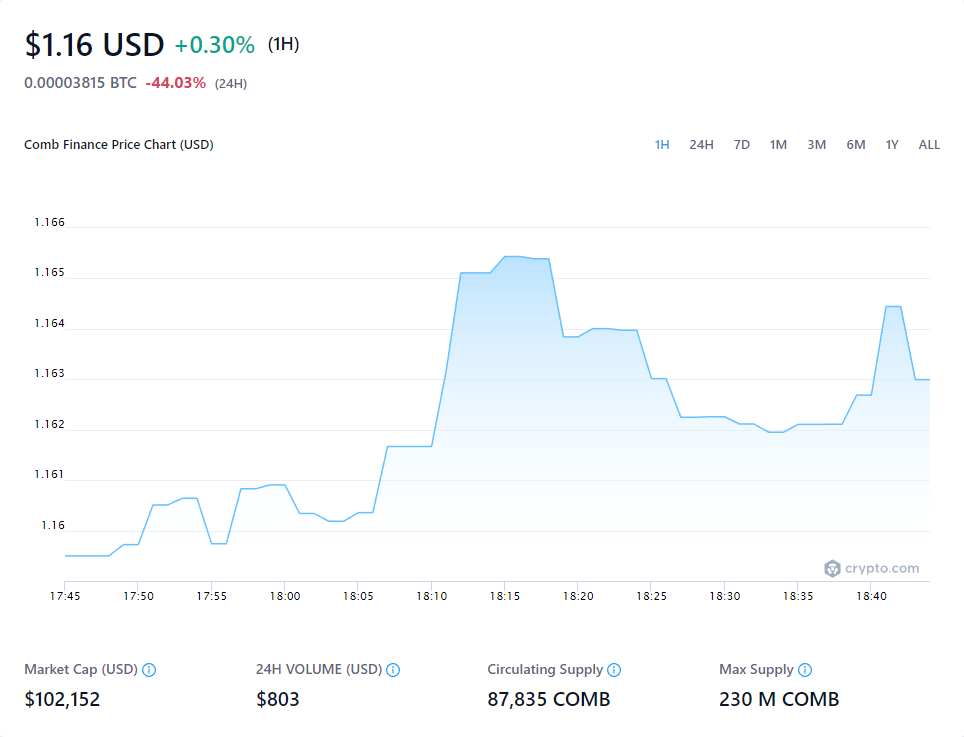 $1.16 USD +0.30% (1H)
0.00003815 BTC -44.03% (24H)
Comb Finance Price Chart (USD)
1H 24H 7D 1M 3M 6M 1Y ALL
1.166
1.165
1.164
1.163
1.162
1.161
1.16
crypto.com
17:45 17:50 17:55 18:00 18:05 18:10 18:15 18:20 18:25 18:30 18:35 18:40
Market Cap (USD) 24H VOLUME (USD) Circulating Supply Max Supply
$102,152 $803 87,835 COMB 230 M COMB